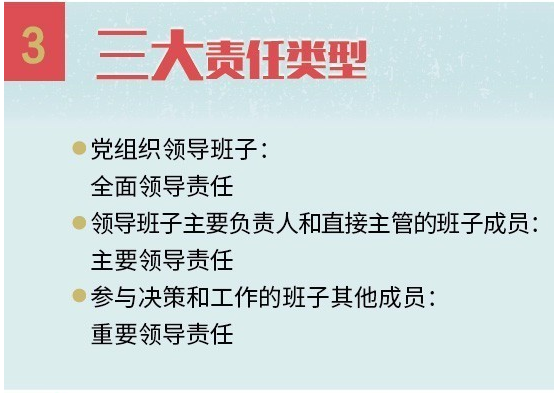 3
三大责任类型
党组织领导班子：
全面领导责任
领导班子主要负责人和直接主管的班子成员：
主要领导责任
参与决策和工作的班子其他成员：
重要领导责任